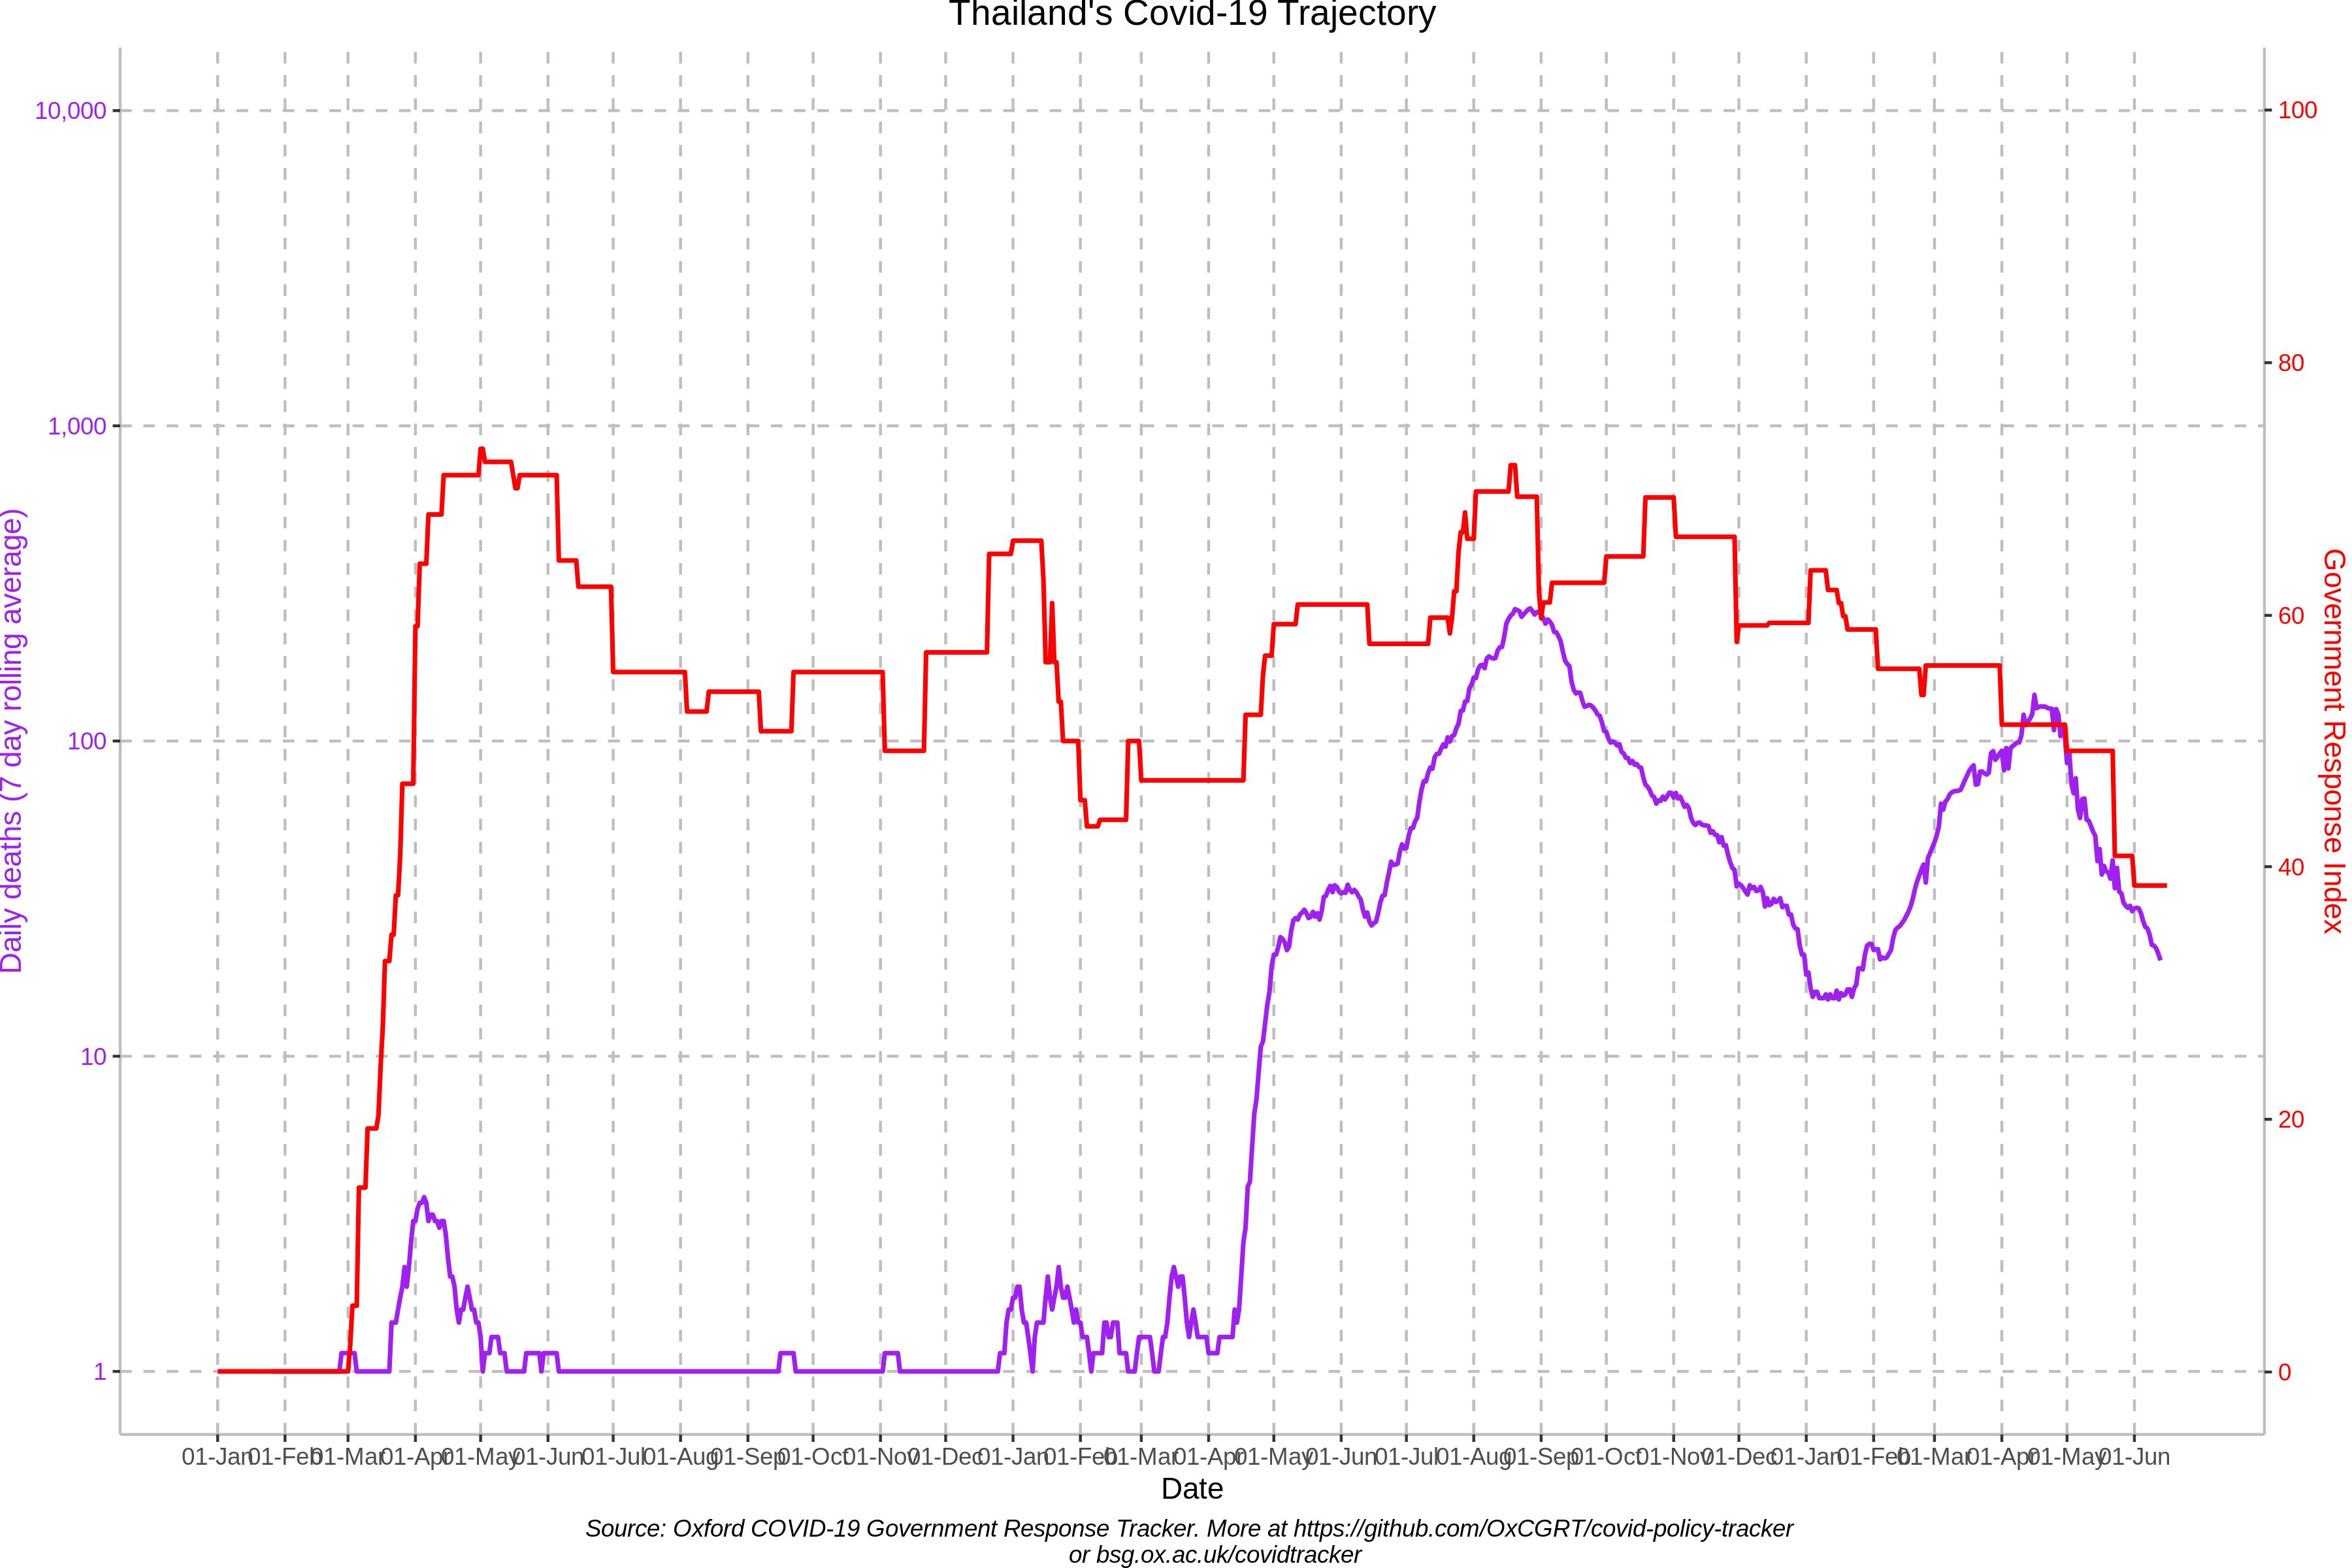 Thailand's Covid-19 Trajectory
Daily deaths (7 day rolling average)
10,000
1,000
100
10
1
100
80
60
40
20
0
Government Response Index
01-Jan 01-Feb 01-Mar 01-Apr 01-May 01-Jun 01-Jul 01-Aug 01-Sep 01-Oct 01-Nov 01-Dec 01-Jan 01-Feb 01-Mar 01-Apr 01-May 01-Jun 01-Jul 01-Aug 01-Sep 01-Oct 01-Nov 01-Dec 01-Jan 01-Feb 01-Mar 01-Apr 01-May 01-Jun
Date
Source: Oxford COVID-19 Government Response Tracker. More at https://github.com/OxCGRT/covid-policy-tracker
or bsg.ox.ac.uk/covidtracker